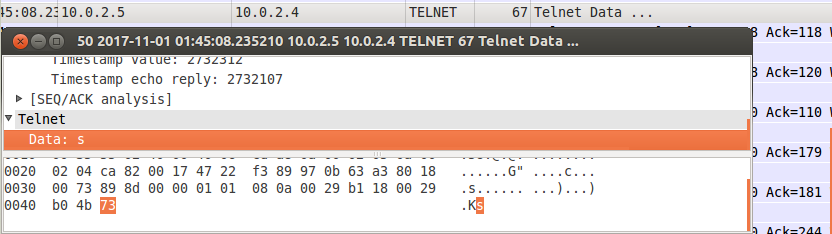 45:08.23 10.0.2.5 10.0.2.4 TELNET 67 Telnet Data ...
50 2017-11-01 01:45:08.235210 10.0.2.5 10.0.2.4 TELNET 67 Telnet Data ...
8 Ack=118 W
Timestamp value: 2732312
Timestamp echo reply: 2732107
8 Ack=120 W
[SEQ/ACK analysis]
Telnet
0 Ack=110 W
Data: s
0 Ack=179
0020 02 04 ca 82 00 17 47 22 f3 89 97 0b 63 a3 80 18 ......G" ....c...
0030 00 73 89 8d 00 00 01 01 08 0a 00 29 b1 18 00 29 .s...... ...)...)
0 Ack=181
0040 b0 4b 73 .Ks
0 Ack=244